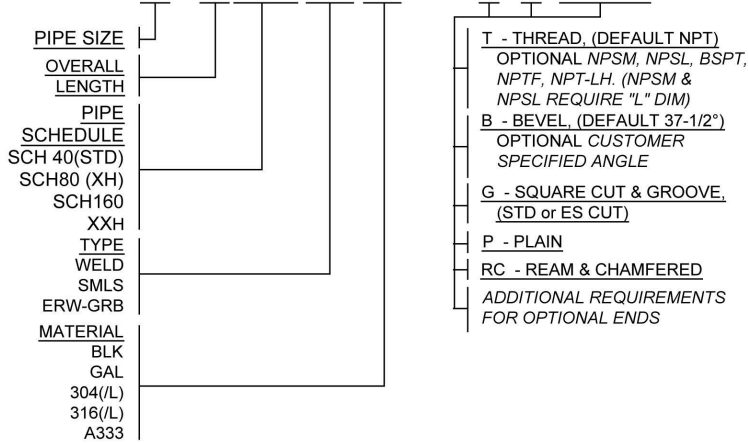 PIPE SIZE
OVERALL
LENGTH
PIPE
SCHEDULE
SCH 40(STD)
SCH80 (XH)
SCH160
XXH
TYPE
WELD
SMLS
ERW-GRB
MATERIAL
BLK
GAL
304(/L)
316(/L)
A333
T - THREAD, (DEFAULT NPT)
OPTIONAL NPSM, NPSL, BSPT,
NPTF, NPT-LH. (NPSM &
NPSL REQUIRE "L" DIM)
B - BEVEL, (DEFAULT 37-1/2°)
OPTIONAL CUSTOMER
SPECIFIED ANGLE
G - SQUARE CUT & GROOVE,
(STD or ES CUT)
P - PLAIN
RC - REAM & CHAMFERED
ADDITIONAL REQUIREMENTS
FOR OPTIONAL ENDS